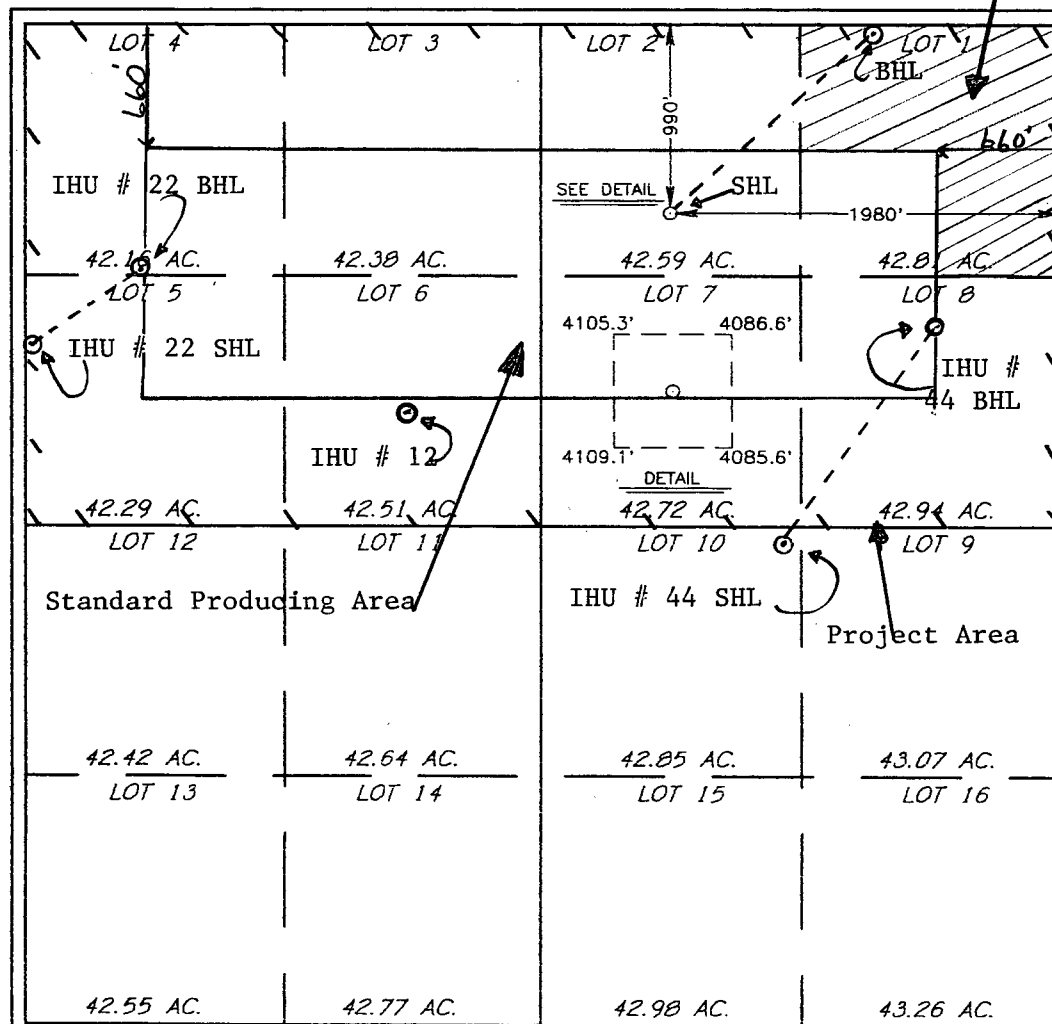 LOT 4 LOT 3 LOT 2 LOT 1
BHL
660'
990'
660'
IHU # 22 BHL
SEE DETAIL
SHL
1980'
42.16 AC. 42.38 AC. 42.59 AC. 42.81 AC.
LOT 5 LOT 6 LOT 7 LOT 8
4105.3' 4086.6'
IHU # 22 SHL
IHU #
44 BHL
IHU # 12
4109.1' 4085.6'
DETAIL
42.29 AC. 42.51 AC. 42.72 AC. 42.94 AC.
LOT 12 LOT 11 LOT 10 LOT 9
Standard Producing Area
IHU # 44 SHL
Project Area
42.42 AC. 42.64 AC. 42.85 AC. 43.07 AC.
LOT 13 LOT 14 LOT 15 LOT 16
42.55 AC. 42.77 AC. 42.98 AC. 43.26 AC.